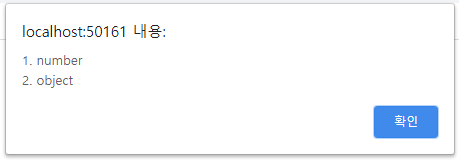 localhost:50161 내용:
1. number
2. object
확인